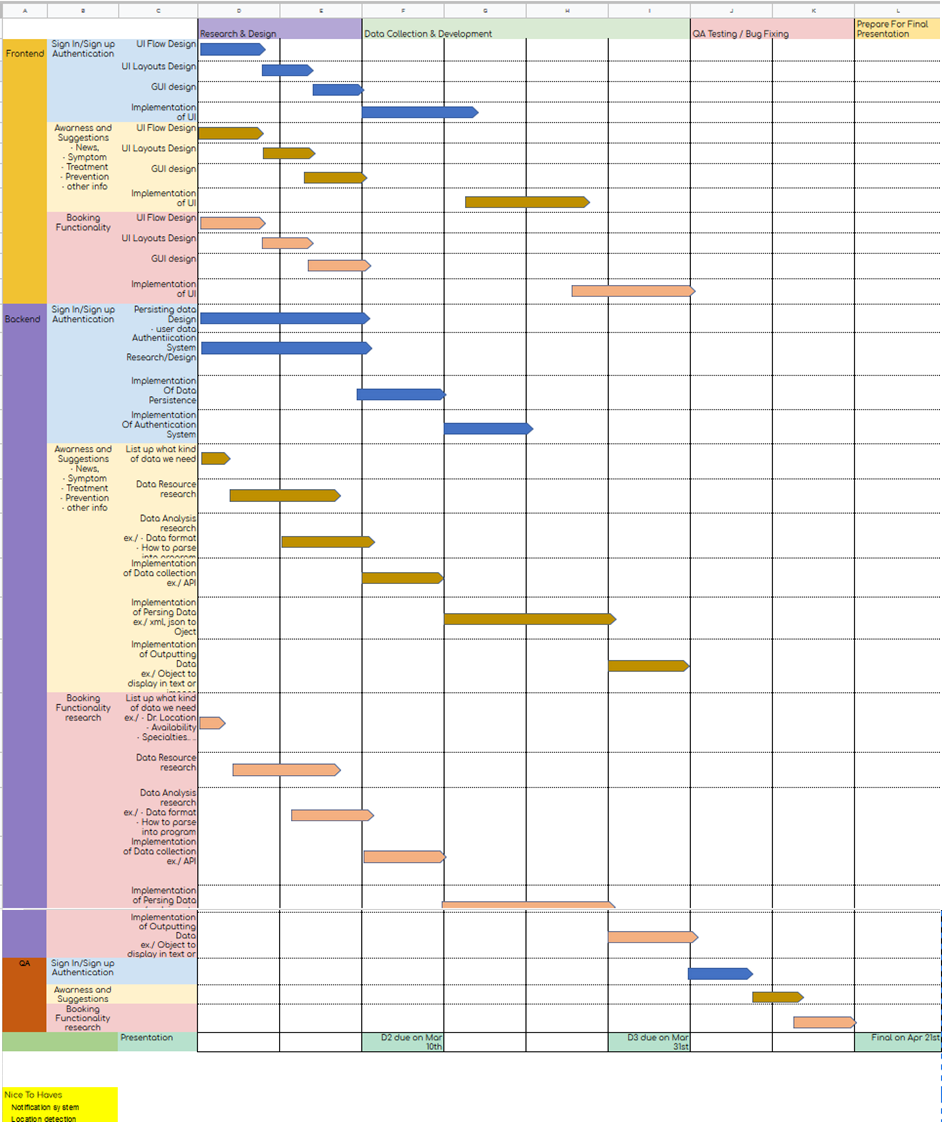 A B C D E F G H I J K L
Research & Design
Data Collection & Development
QA Testing / Bug Fixing
Prepare For Final
Presentation
Frontend
Sign In/Sign up
Authentication
UI Flow Design
UI Layouts Design
GUI design
Implementation
of UI
Awarness and
Suggestions
- News,
- Symptom
- Treatment
- Prevention
- other info
UI Flow Design
UI Layouts Design
GUI design
Implementation
of UI
Booking
Functionality
UI Flow Design
UI Layouts Design
GUI design
Implementation
of UI
Backend
Sign In/Sign up
Authentication
Persisting data
Design
- user data
Authentiication
System
Research/Design
Implementation
Of Data
Persistence
Implementation
Of Authentication
System
Awarness and
Suggestions
- News,
- Symptom
- Treatment
- Prevention
- other info
List up what kind
of data we need
Data Resource
research
Data Analysis
research
ex./ - Data format
- How to parse
into program
Implementation
of Data collection
ex./ API
Implementation
of Persing Data
ex./ xml, json to
Oject
Implementation
of Outputting
Data
ex./ Object to
display in text or
Booking
Functionality
research
List up what kind
of data we need
ex./ - Dr. Location
- Availability
- Specialties. . .
Data Resource
research
Data Analysis
research
ex./ - Data format
- How to parse
into program
Implementation
of Data collection
ex./ API
Implementation
of Persing Data
Implementation
of Outputting
Data
ex./ Object to
display in text or
QA
Sign In/Sign up
Authentication
Awarness and
Suggestions
Booking
Functionality
research
Presentation
D2 due on Mar
10th
D3 due on Mar
31st
Final on Apr 21st
Nice To Haves
Notification system
Location detection